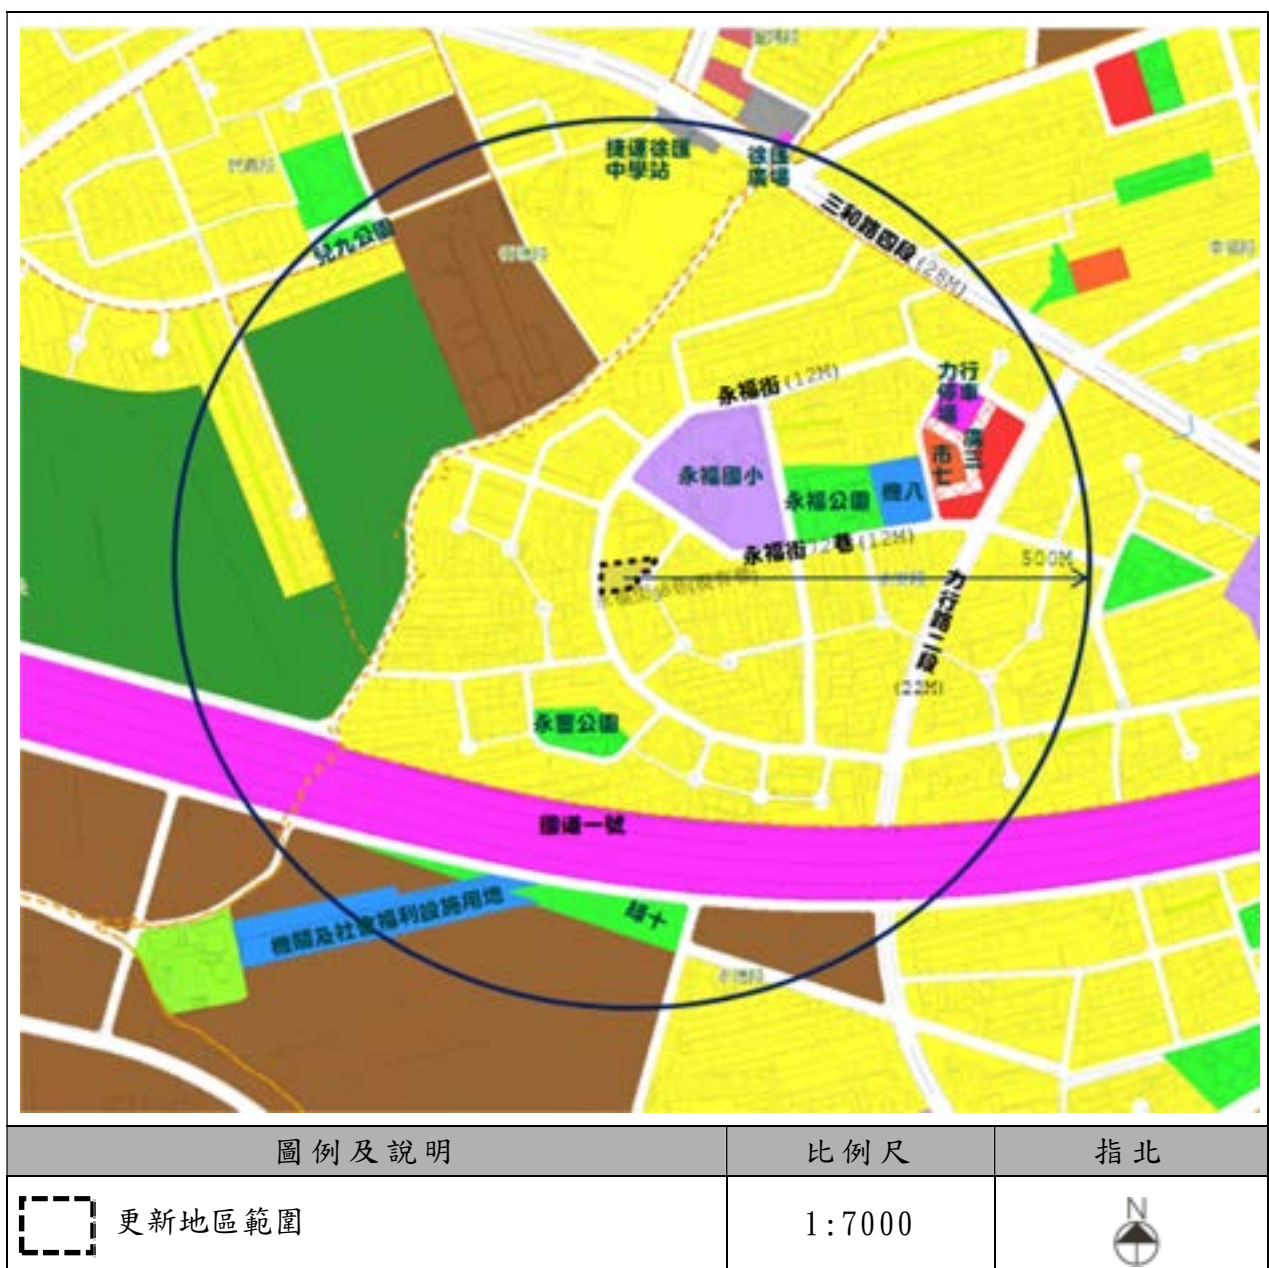 捷運徐匯
中學站
徐匯
廣場
三和路四段(28M)
兒九公園
永福街(12M)
力行
停車
場
廣三
市七
永福國小
永福公園
機八
永福街72巷(12M)
500M
力行路二段
(22M)
永豐公園
國道一號
機關及社會福利設施用地
綠十
圖例及說明
比例尺
指北
更新地區範圍
1:7000
N